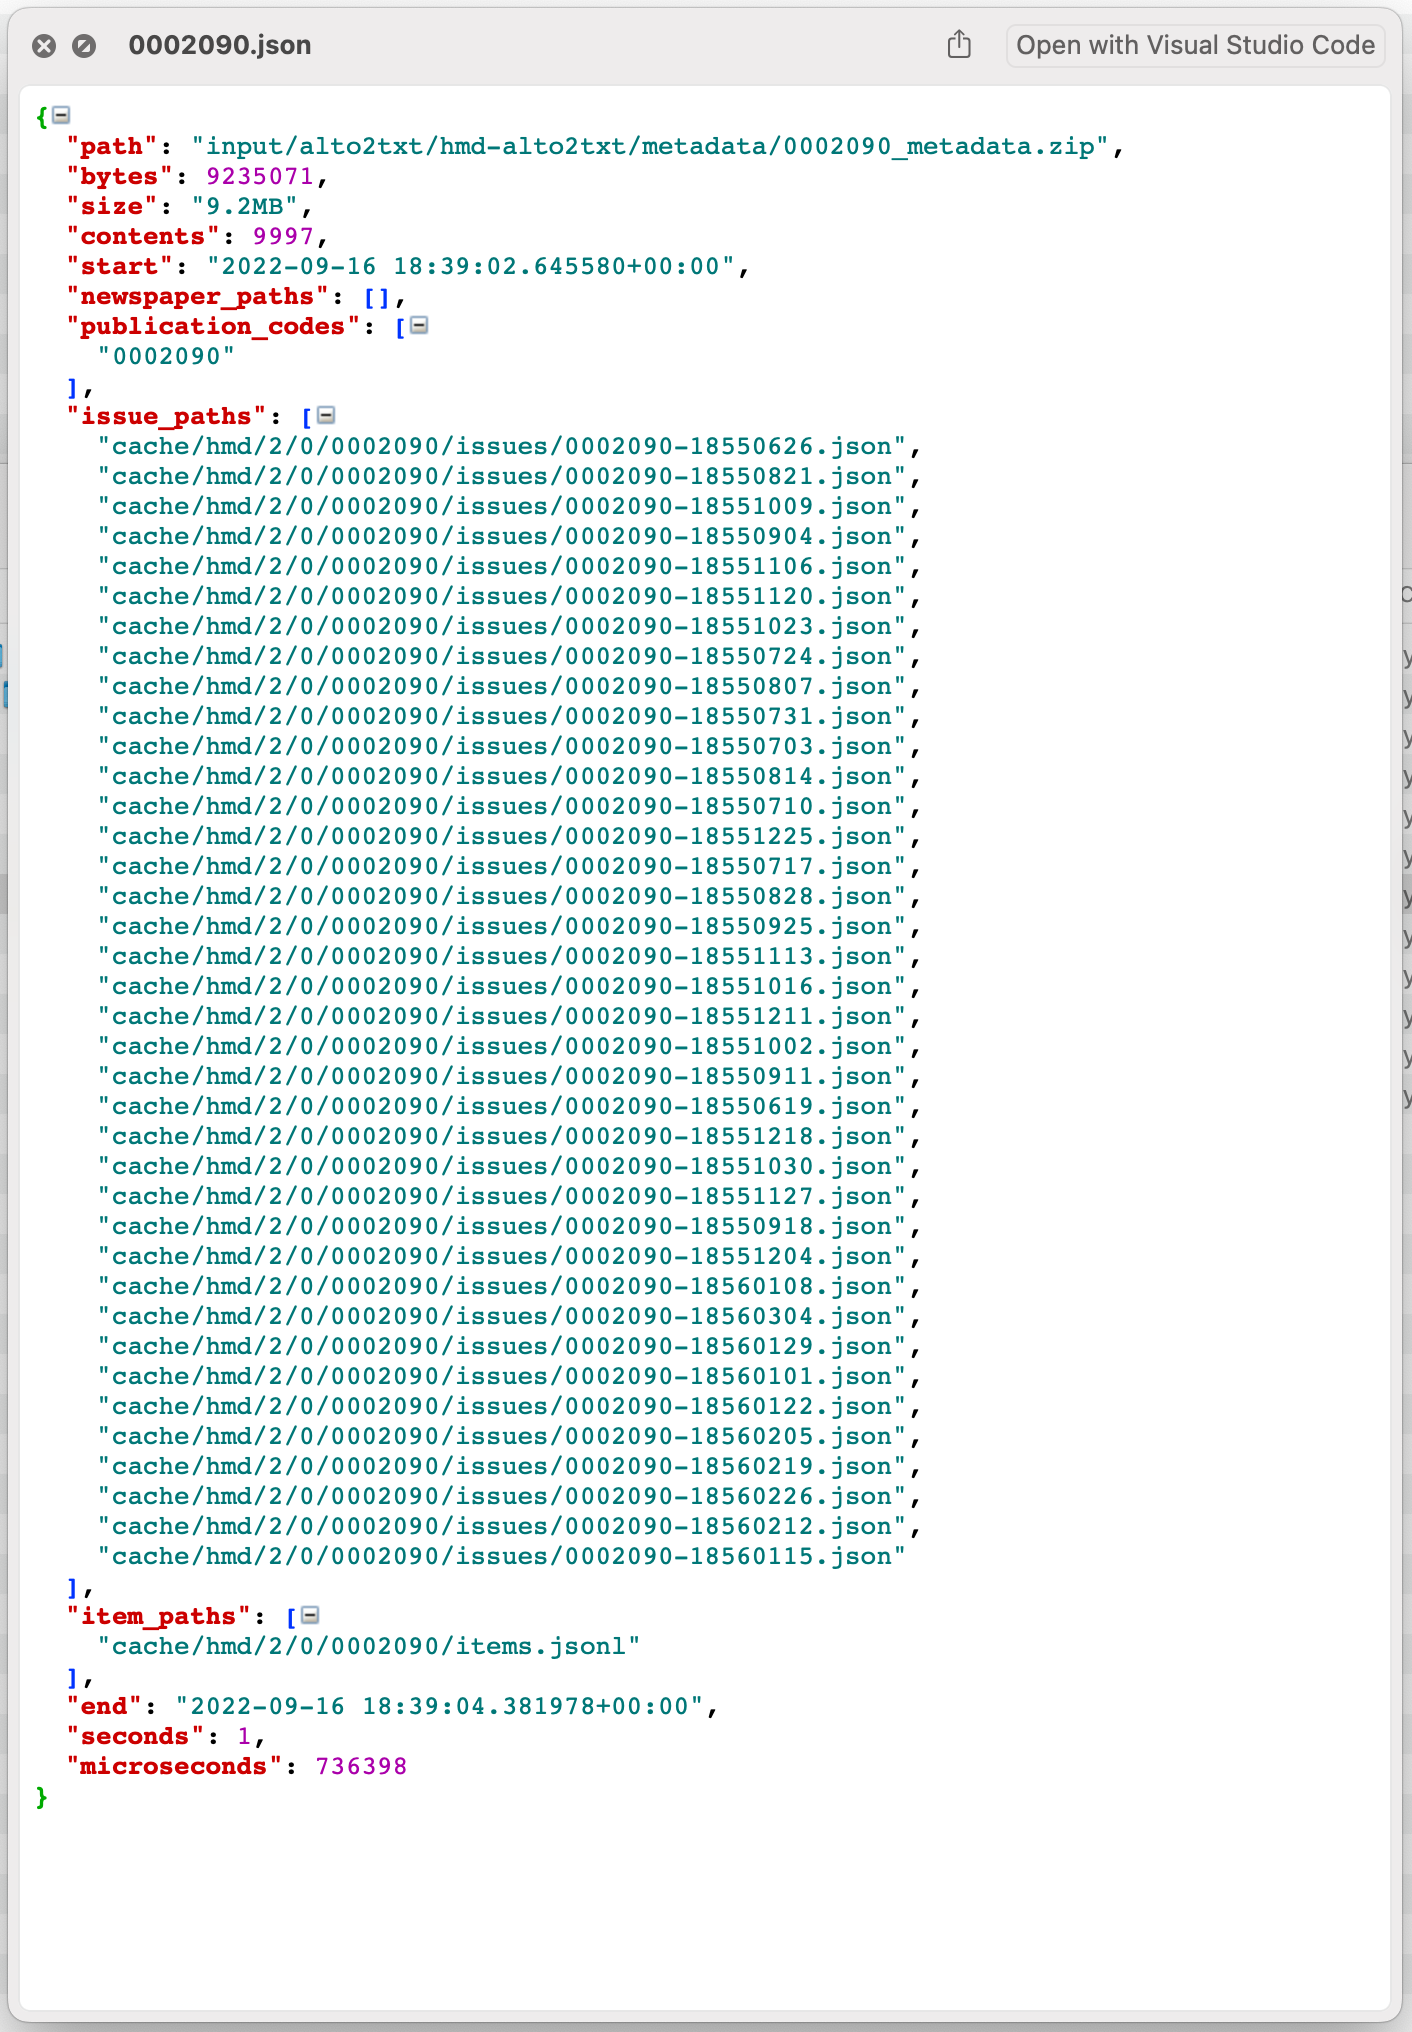 0002090.json
Open with Visual Studio Code
{
"path": "input/alto2txt/hmd-alto2txt/metadata/0002090_metadata.zip",
"bytes": 9235071,
"size": "9.2MB",
"contents": 9997,
"start": "2022-09-16 18:39:02.645580+00:00",
"newspaper_paths": [],
"publication_codes": [
"0002090"
],
"issue_paths": [
"cache/hmd/2/0/0002090/issues/0002090-18550626.json",
"cache/hmd/2/0/0002090/issues/0002090-18550821.json",
"cache/hmd/2/0/0002090/issues/0002090-18551009.json",
"cache/hmd/2/0/0002090/issues/0002090-18550904.json",
"cache/hmd/2/0/0002090/issues/0002090-18551106.json",
"cache/hmd/2/0/0002090/issues/0002090-18551120.json",
"cache/hmd/2/0/0002090/issues/0002090-18551023.json",
"cache/hmd/2/0/0002090/issues/0002090-18550724.json",
"cache/hmd/2/0/0002090/issues/0002090-18550807.json",
"cache/hmd/2/0/0002090/issues/0002090-18550731.json",
"cache/hmd/2/0/0002090/issues/0002090-18550703.json",
"cache/hmd/2/0/0002090/issues/0002090-18550814.json",
"cache/hmd/2/0/0002090/issues/0002090-18550710.json",
"cache/hmd/2/0/0002090/issues/0002090-18551225.json",
"cache/hmd/2/0/0002090/issues/0002090-18550717.json",
"cache/hmd/2/0/0002090/issues/0002090-18550828.json",
"cache/hmd/2/0/0002090/issues/0002090-18550925.json",
"cache/hmd/2/0/0002090/issues/0002090-18551113.json",
"cache/hmd/2/0/0002090/issues/0002090-18551016.json",
"cache/hmd/2/0/0002090/issues/0002090-18551211.json",
"cache/hmd/2/0/0002090/issues/0002090-18551002.json",
"cache/hmd/2/0/0002090/issues/0002090-18550911.json",
"cache/hmd/2/0/0002090/issues/0002090-18550619.json",
"cache/hmd/2/0/0002090/issues/0002090-18551218.json",
"cache/hmd/2/0/0002090/issues/0002090-18551030.json",
"cache/hmd/2/0/0002090/issues/0002090-18551127.json",
"cache/hmd/2/0/0002090/issues/0002090-18550918.json",
"cache/hmd/2/0/0002090/issues/0002090-18551204.json",
"cache/hmd/2/0/0002090/issues/0002090-18560108.json",
"cache/hmd/2/0/0002090/issues/0002090-18560304.json",
"cache/hmd/2/0/0002090/issues/0002090-18560129.json",
"cache/hmd/2/0/0002090/issues/0002090-18560101.json",
"cache/hmd/2/0/0002090/issues/0002090-18560122.json",
"cache/hmd/2/0/0002090/issues/0002090-18560205.json",
"cache/hmd/2/0/0002090/issues/0002090-18560219.json",
"cache/hmd/2/0/0002090/issues/0002090-18560226.json",
"cache/hmd/2/0/0002090/issues/0002090-18560212.json",
"cache/hmd/2/0/0002090/issues/0002090-18560115.json"
],
"item_paths": [
"cache/hmd/2/0/0002090/items.jsonl"
],
"end": "2022-09-16 18:39:04.381978+00:00",
"seconds": 1,
"microseconds": 736398
}